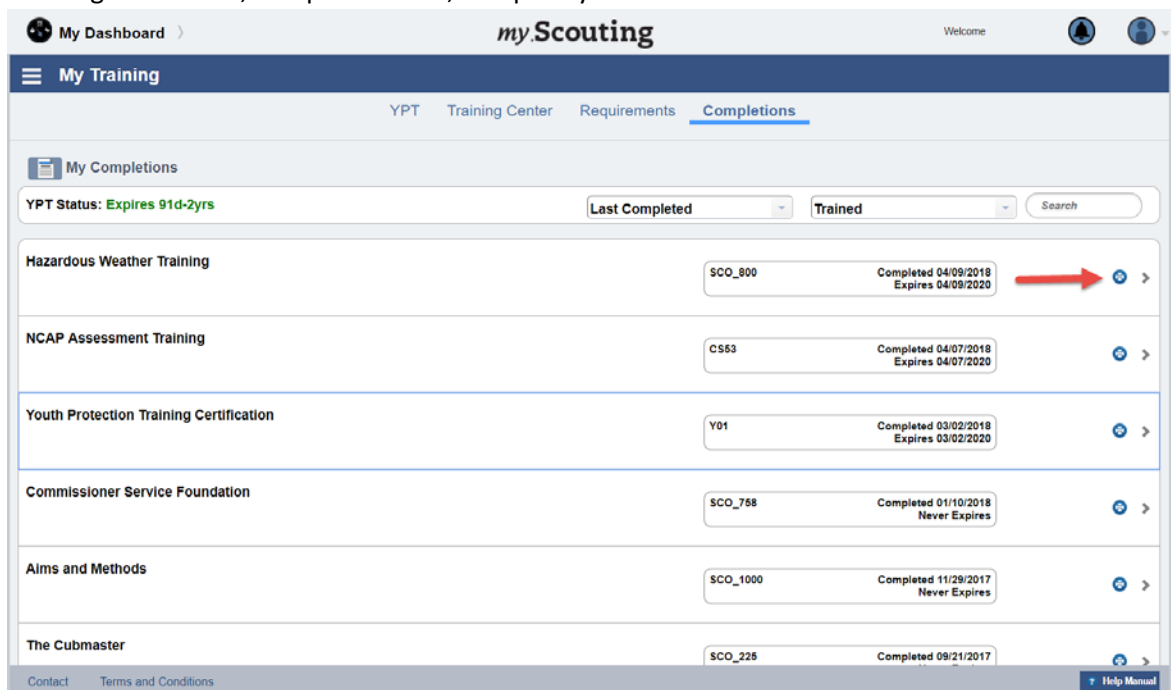 My Dashboard
my.Scouting
Welcome
My Training
YPT Training Center Requirements Completions
My Completions
YPT Status: Expires 91d-2yrs
Last Completed
Trained
Search
Hazardous Weather Training
SCO_800 Completed 04/09/2018
Expires 04/09/2020
NCAP Assessment Training
CS53 Completed 04/07/2018
Expires 04/07/2020
Youth Protection Training Certification
Y01 Completed 03/02/2018
Expires 03/02/2020
Commissioner Service Foundation
SCO_758 Completed 01/10/2018
Never Expires
Aims and Methods
SCO_1000 Completed 11/29/2017
Never Expires
The Cubmaster
SCO_225 Completed 09/21/2017
Contact Terms and Conditions
? Help Manual